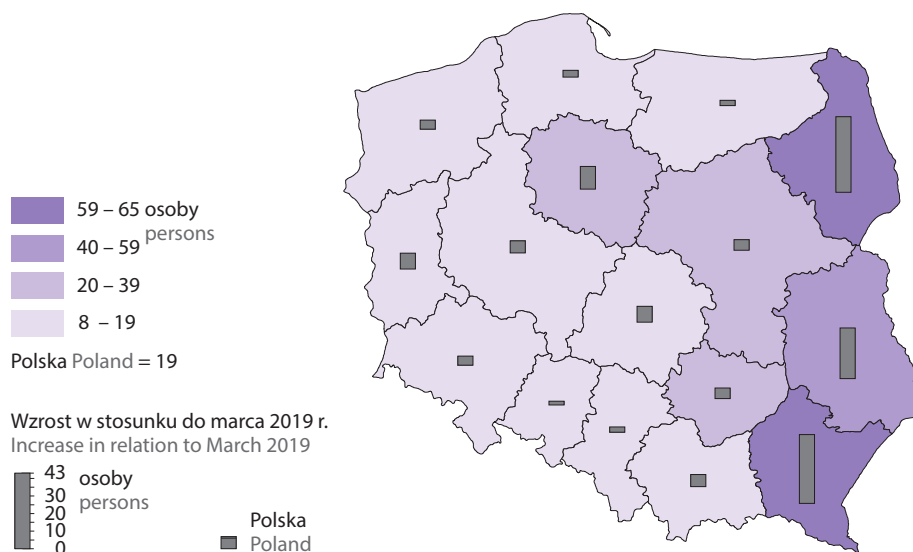 59 – 65 osoby
persons
40 – 59
20 – 39
8 – 19
Polska Poland = 19
Wzrost w stosunku do marca 2019 r.
Increase in relation to March 2019
43
30
20
10
0
osoby
persons
Polska
Poland